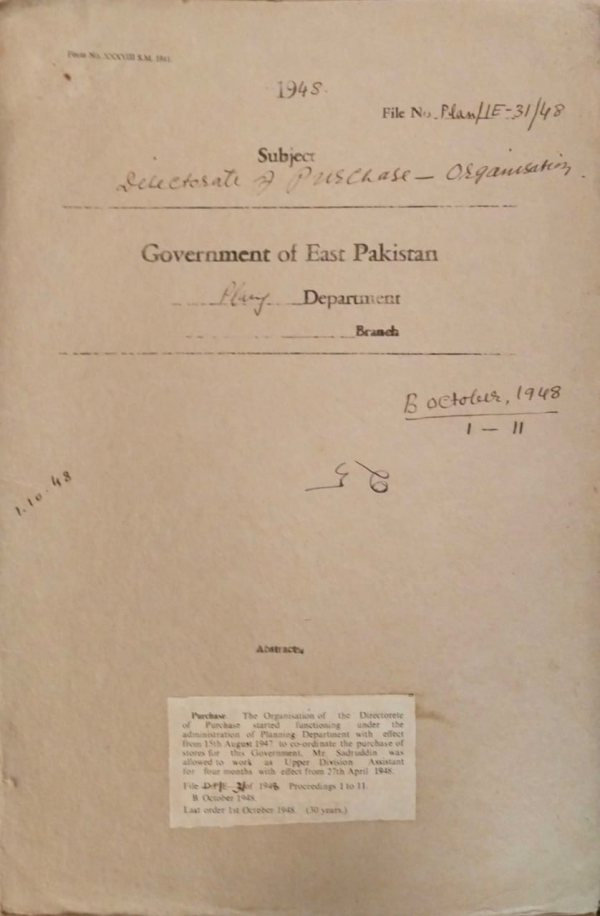 Form No. XXXVIII S.M. 1941.
1948.
File No. Plan/IE-31/48
Subject
Directorate of Purchase — Organisation.
Government of East Pakistan
Plang Department
Branch
B October, 1948
1 — 11
1.10.48
Abstracts,
Purchase. The Organisation of the Directorete
of Purchase started functioning under the
administration of Planning Department with effect
from 15th August 1947 to co-ordinate the purchase of
stores for this Government. Mr. Sadruddin was
allowed to work as Upper Division Assistant
for four months with effect from 27th April 1948.
File of 1948 Proceedings 1 to 11.
B October 1948.
Last order 1st October 1948. (30 years.)